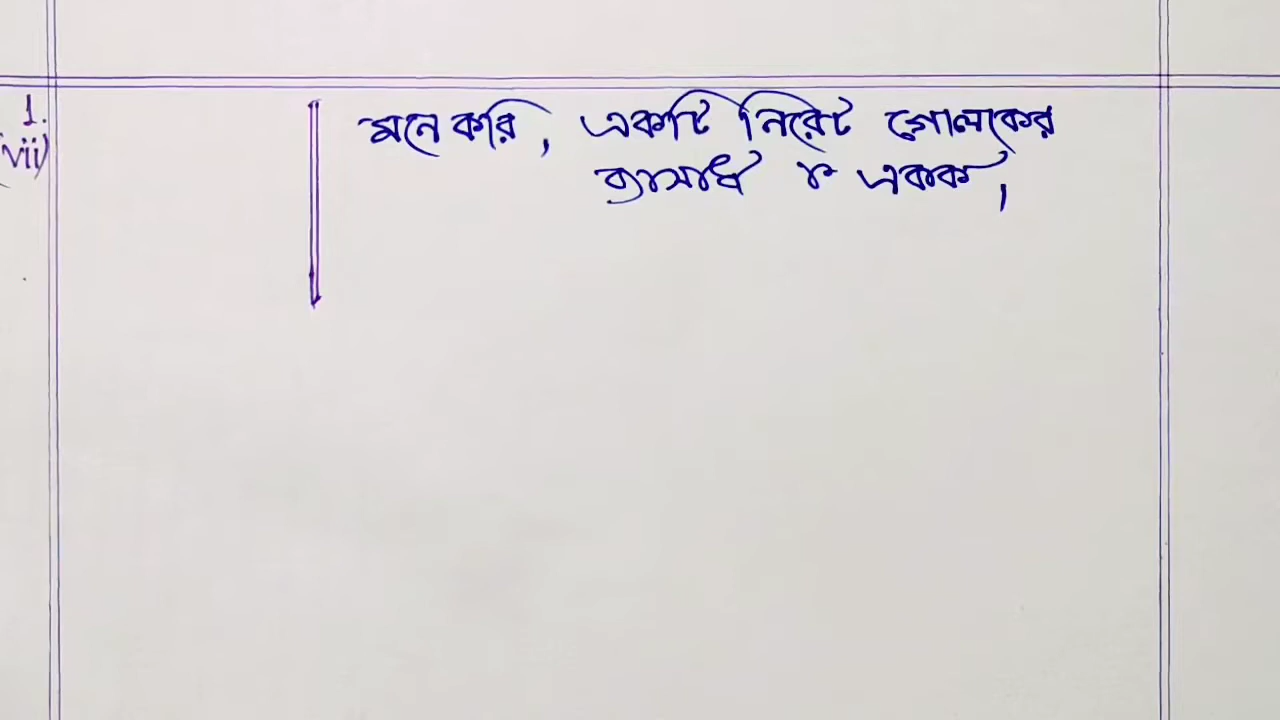 1.
(vii)
মনে করি, একটি নিরেট গোলকের
ব্যাসার্ধ r একক,